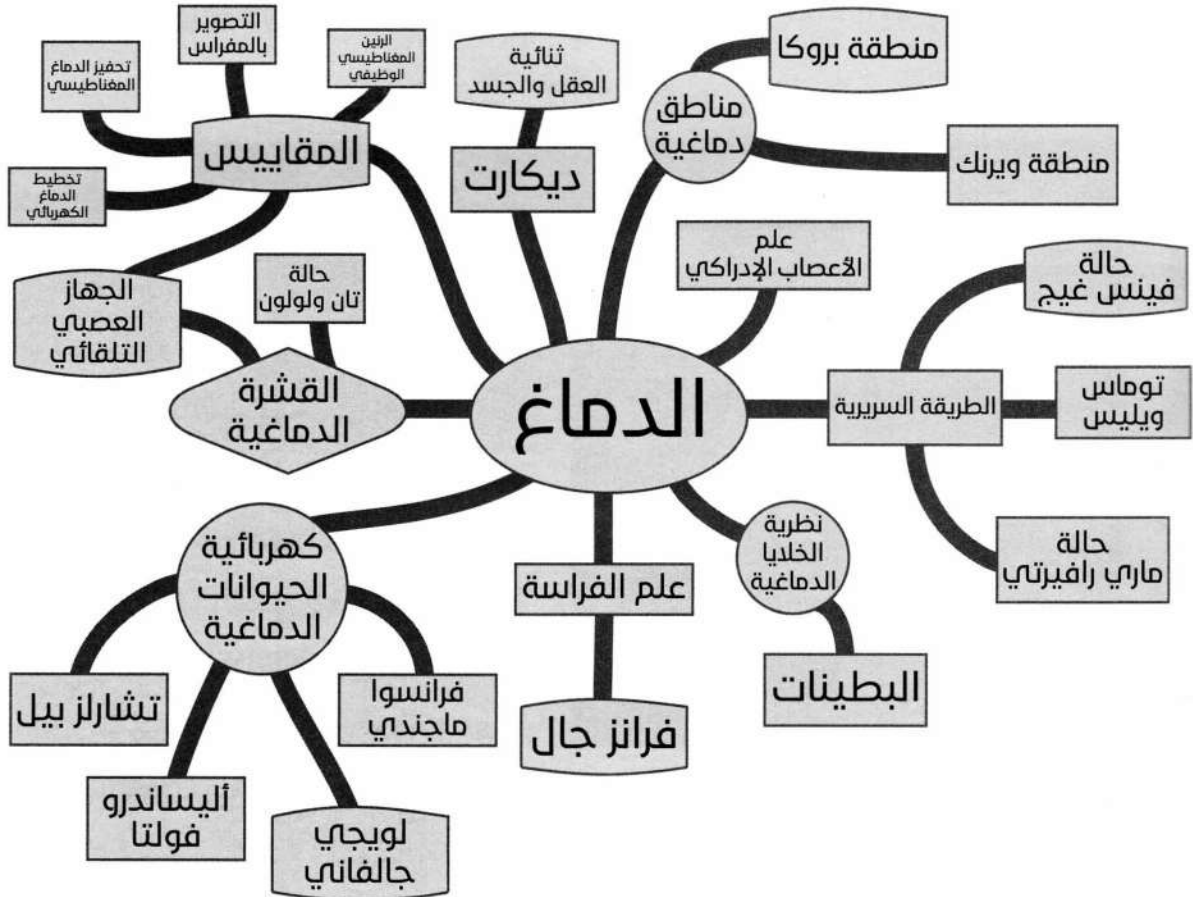 منطقة بروكا
مناطق
دماغية
منطقة ويرنك
ثنائية
العقل والجسد
ديكارت
التصوير
بالمفراس
الرنين
المغناطيسي
الوظيفي
تحفيز الدماغ
المغناطيسي
المقاييس
تخطيط
الدماغ
الكهربائي
علم
الأعصاب الإدراكي
حالة
فينس غيج
حالة
تان ولولون
الجهاز
العصبي
التلقائي
القشرة
الدماغية
الدماغ
الطريقة السريرية
توماس
ويليس
حالة
ماري رافيرتي
نظرية
الخلايا
الدماغية
البطينات
علم الفراسة
فرانز جال
كهربائية
الحيوانات
الدماغية
فرانسوا
ماجندي
تشارلز بيل
أليساندرو
فولتا
لويجي
جالفاني